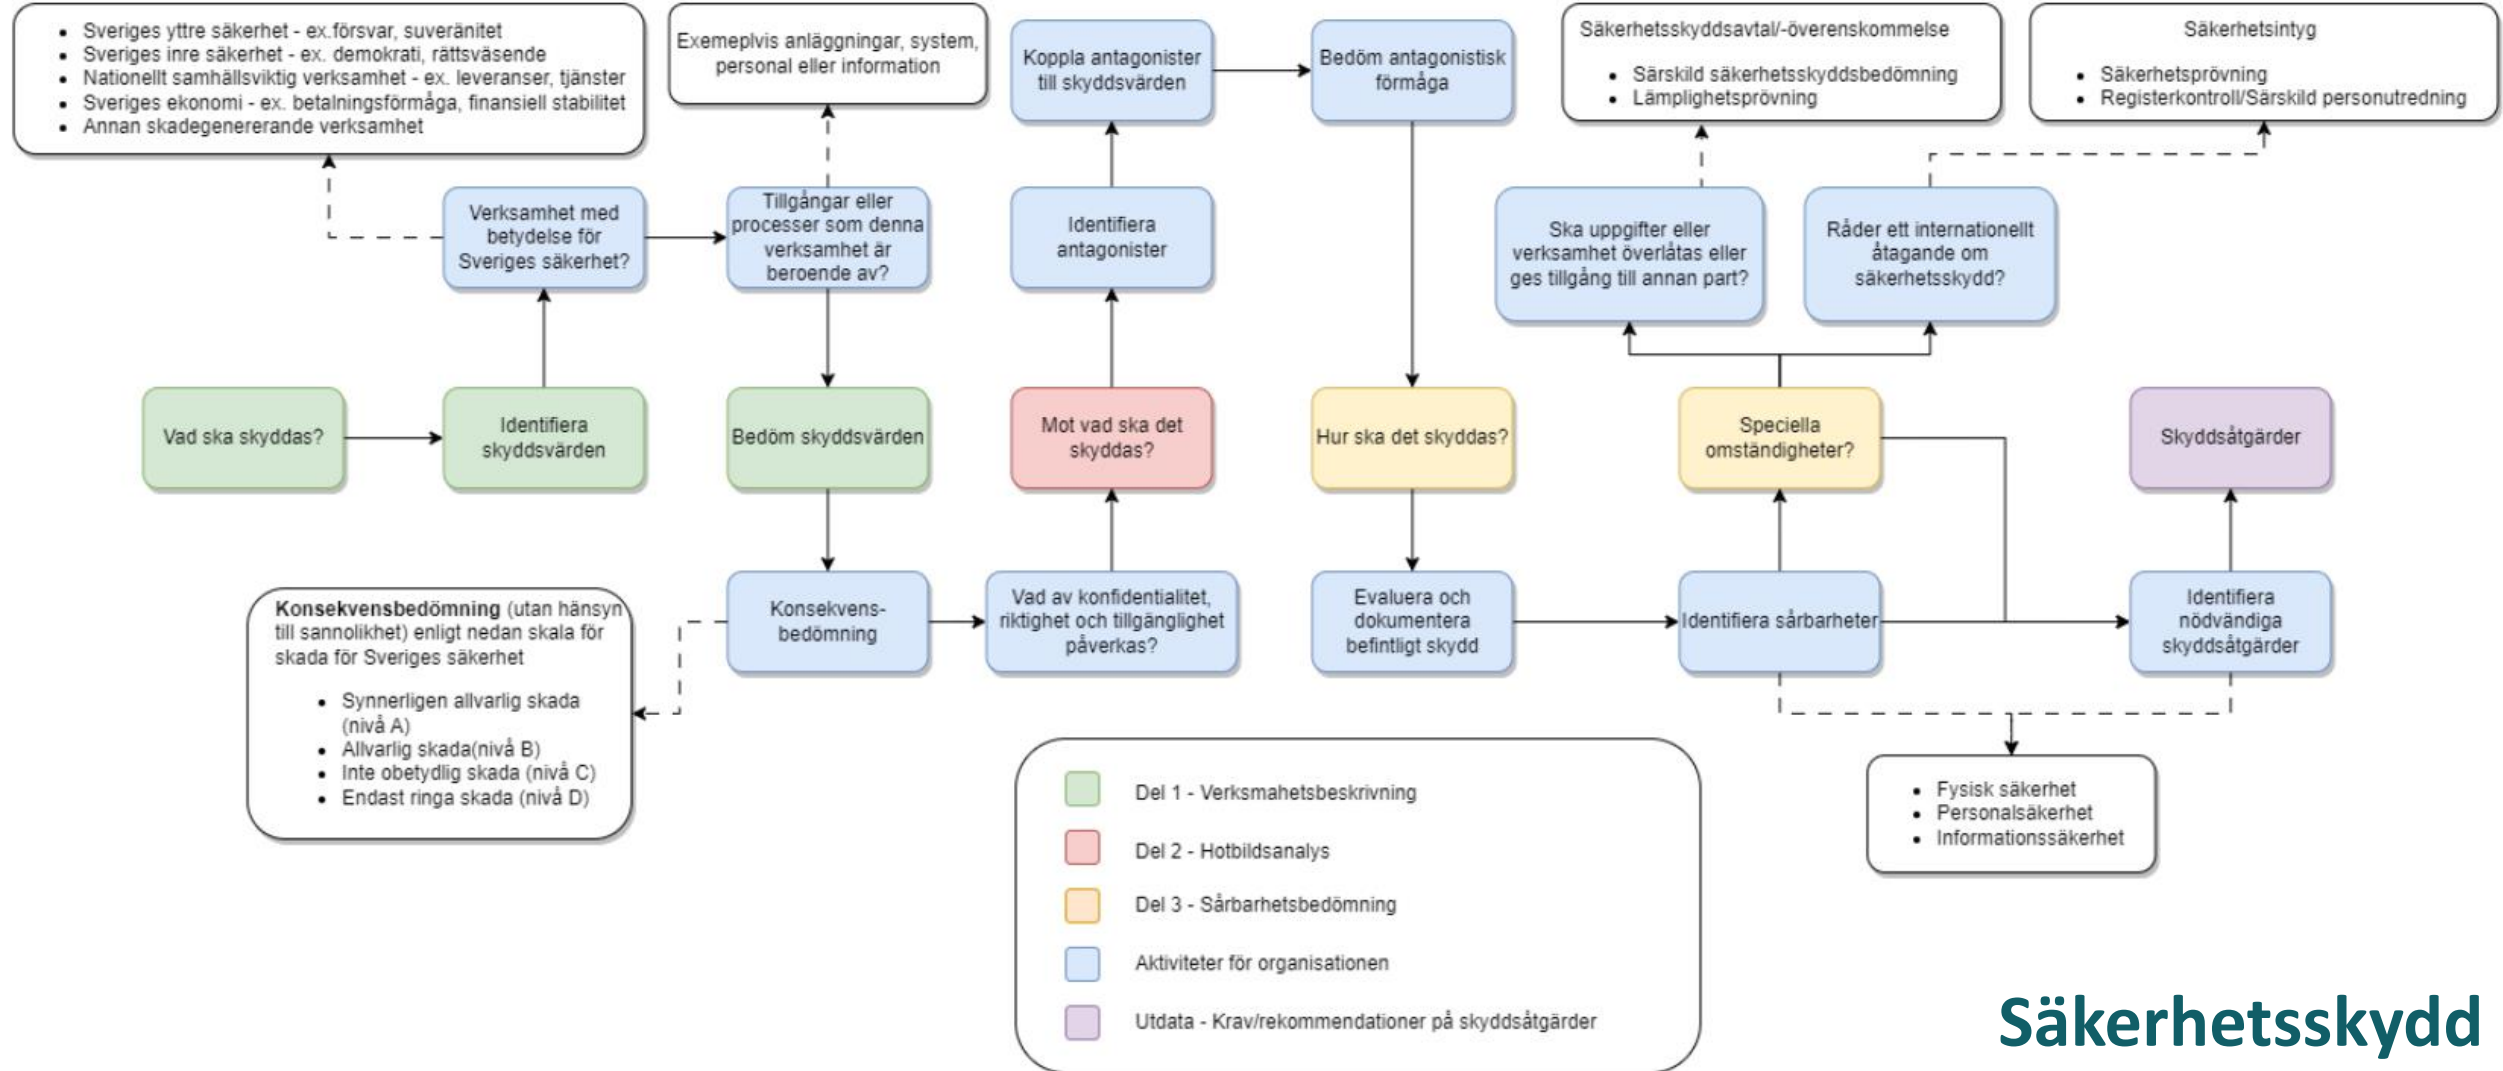 Sveriges yttre säkerhet - ex.försvar, suveränitet
Sveriges inre säkerhet - ex. demokrati, rättsväsende
Nationellt samhällsviktig verksamhet - ex. leveranser, tjänster
Sveriges ekonomi - ex. betalningsförmåga, finansiell stabilitet
Annan skadegenererande verksamhet
Exemeplvis anläggningar, system,
personal eller information
Koppla antagonister
till skyddsvärden
Bedöm antagonistisk
förmåga
Säkerhetsskyddsavtal/-överenskommelse
Särskild säkerhetsskyddsbedömning
Lämplighetsprövning
Säkerhetsintyg
Säkerhetsprövning
Registerkontroll/Särskild personutredning
Verksamhet med
betydelse för
Sveriges säkerhet?
Tillgångar eller
processer som denna
verksamhet är
beroende av?
Identifiera
antagonister
Ska uppgifter eller
verksamhet överlåtas eller
ges tillgång till annan part?
Råder ett internationellt
åtagande om
säkerhetsskydd?
Vad ska skyddas?
Identifiera
skyddsvärden
Bedöm skyddsvärden
Mot vad ska det
skyddas?
Hur ska det skyddas?
Speciella
omständigheter?
Skyddsåtgärder
Konsekvensbedömning (utan hänsyn
till sannolikhet) enligt nedan skala för
skada för Sveriges säkerhet
Synnerligen allvarlig skada
(nivå A)
Allvarlig skada(nivå B)
Inte obetydlig skada (nivå C)
Endast ringa skada (nivå D)
Konsekvens-
bedömning
Vad av konfidentialitet,
riktighet och tillgänglighet
påverkas?
Evaluera och
dokumentera
befintligt skydd
Identifiera sårbarheter
Identifiera
nödvändiga
skyddsåtgärder
Fysisk säkerhet
Personalsäkerhet
Informationssäkerhet
Del 1 - Verksmahetsbeskrivning
Del 2 - Hotbildsanalys
Del 3 - Sårbarhetsbedömning
Aktiviteter för organisationen
Utdata - Krav/rekommendationer på skyddsåtgärder
Säkerhetsskydd